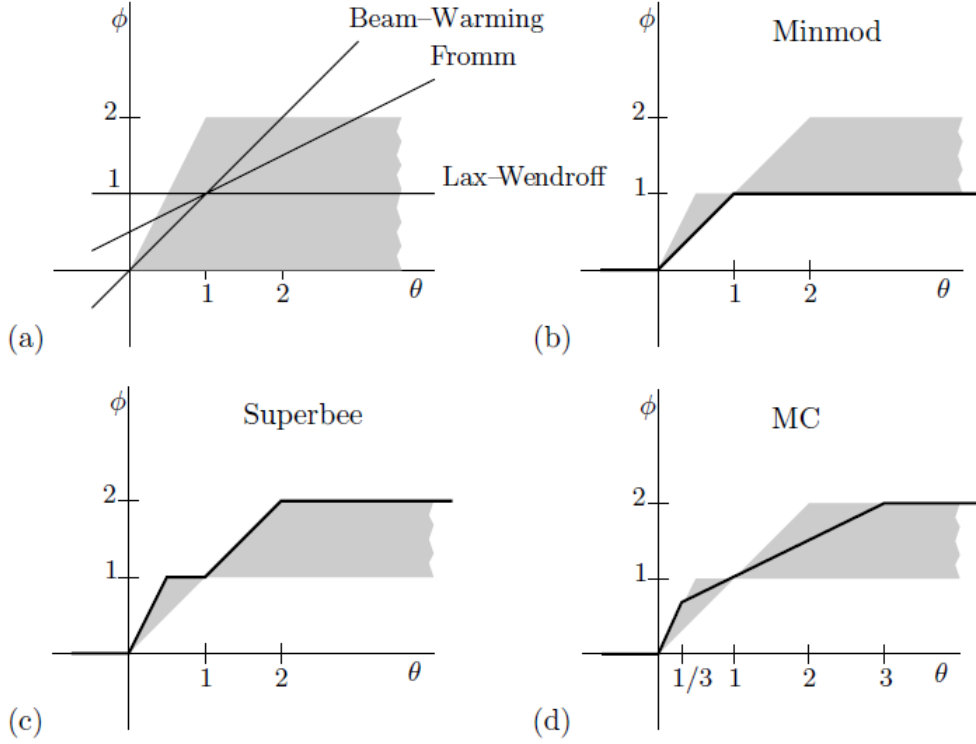 ϕ
Beam–Warming
Fromm
2
1
Lax–Wendroff
1
2
θ
(a)
ϕ
Minmod
2
1
1
2
θ
(b)
ϕ
Superbee
2
1
1
2
θ
(c)
ϕ
MC
2
1
1/3
1
2
3
θ
(d)